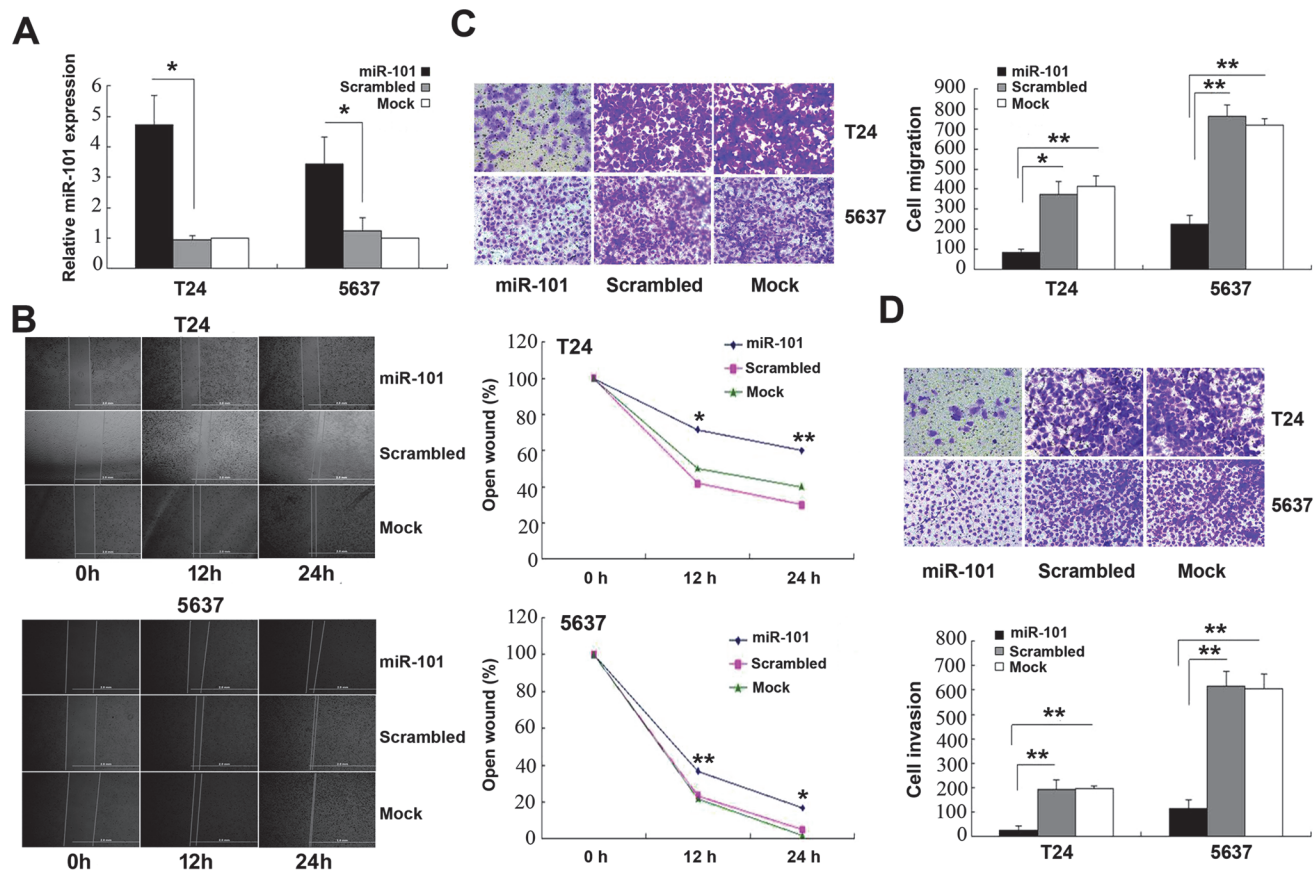 A
Relative miR-101 expression
6
5
4
3
2
1
0
*
*
miR-101
Scrambled
Mock
T24
5637
B
T24
miR-101
Scrambled
Mock
0h
12h
24h
5637
miR-101
Scrambled
Mock
0h
12h
24h
Open wound (%)
120
100
80
60
40
20
0
T24
miR-101
Scrambled
Mock
*
**
0 h
12 h
24 h
Open wound (%)
120
100
80
60
40
20
0
5637
miR-101
Scrambled
Mock
**
*
0 h
12 h
24 h
C
T24
5637
miR-101
Scrambled
Mock
Cell migration
900
800
700
600
500
400
300
200
100
0
miR-101
Scrambled
Mock
**
*
**
**
T24
5637
D
T24
5637
miR-101
Scrambled
Mock
Cell invasion
800
700
600
500
400
300
200
100
0
miR-101
Scrambled
Mock
**
**
**
**
T24
5637